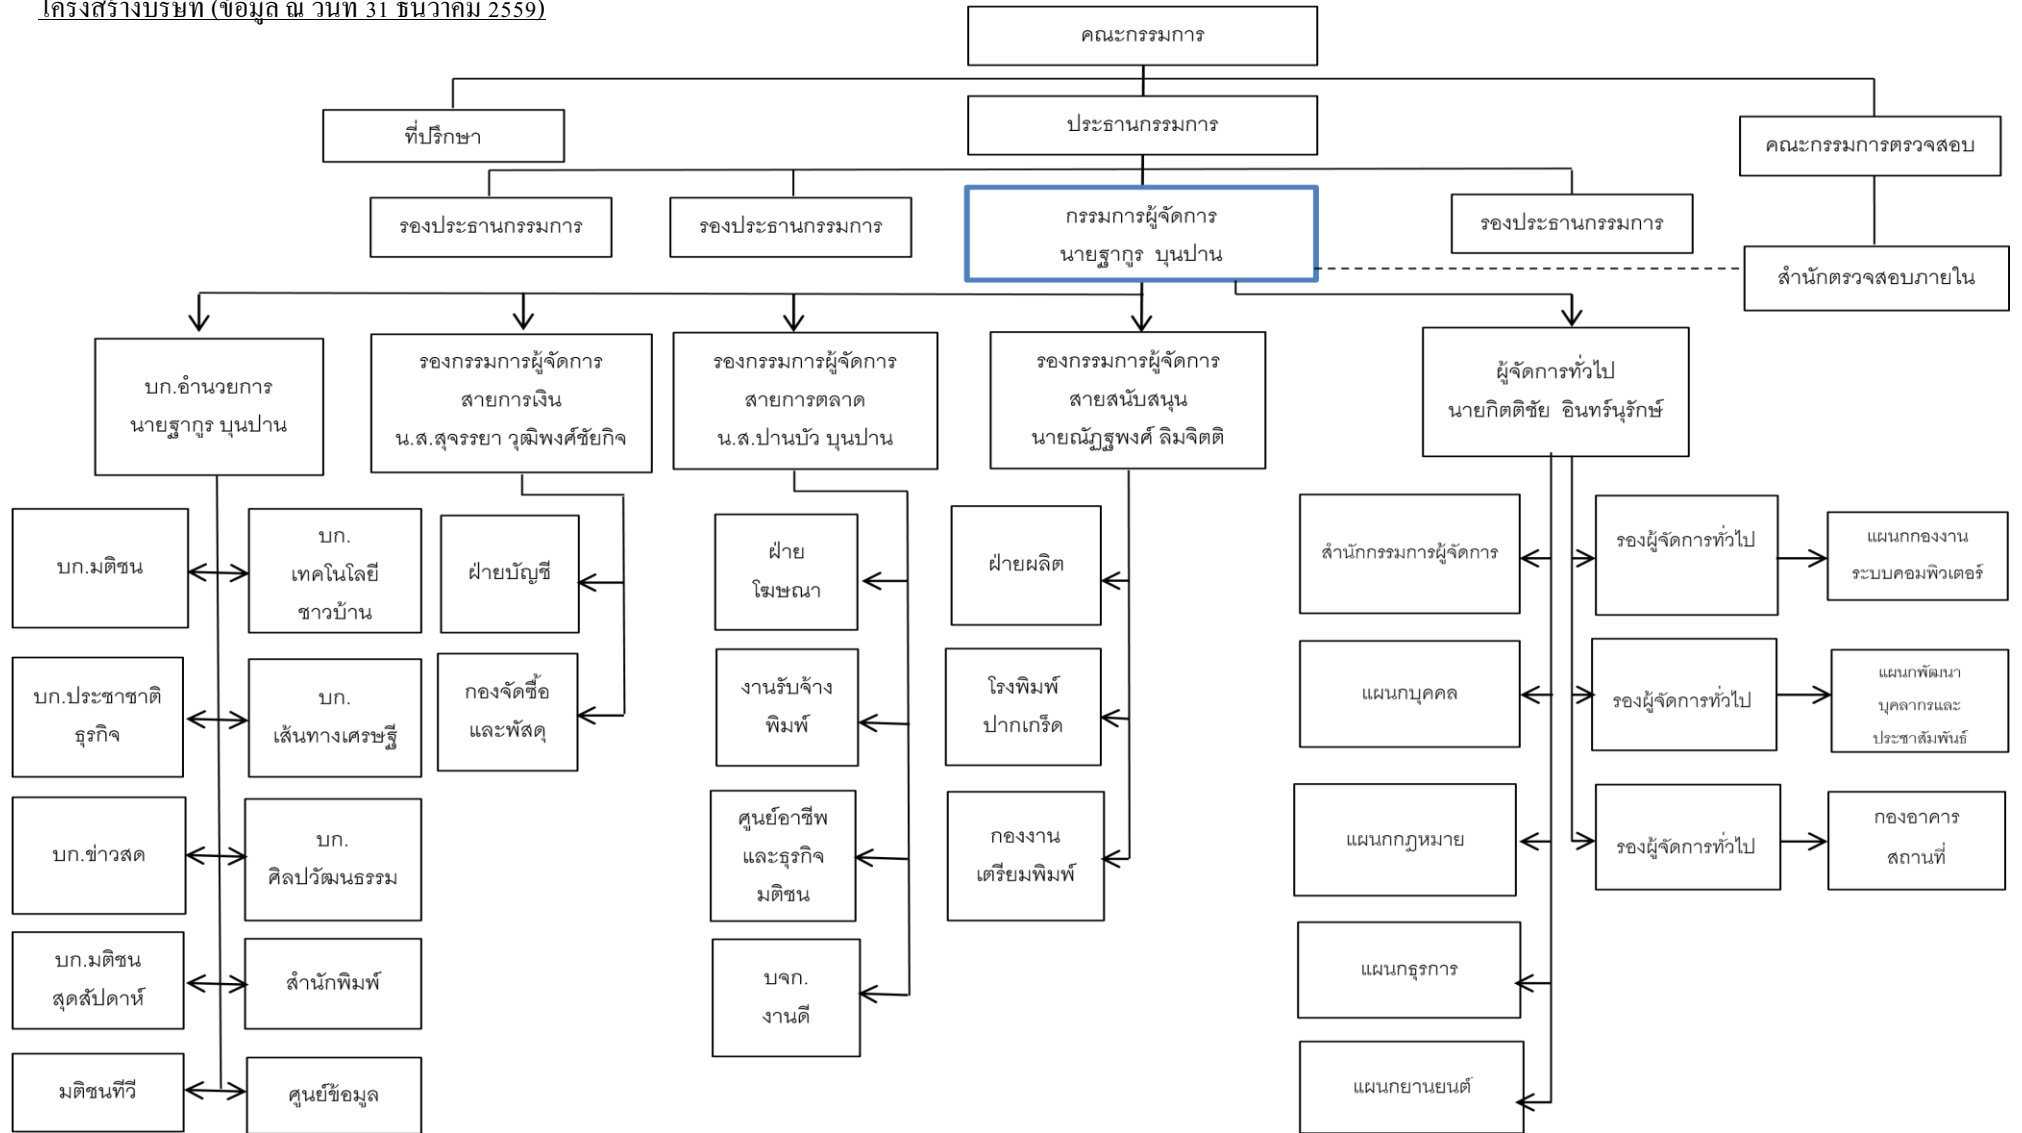 โครงสร้างบริษัท (ข้อมูล ณ วันที่ 31 ธันวาคม 2559)
คณะกรรมการ
ที่ปรึกษา
ประธานกรรมการ
คณะกรรมการตรวจสอบ
รองประธานกรรมการ
รองประธานกรรมการ
กรรมการผู้จัดการ
นายฐากูร บุนปาน
รองประธานกรรมการ
สำนักตรวจสอบภายใน
บก.อำนวยการ
นายฐากูร บุนปาน
รองกรรมการผู้จัดการ
สายการเงิน
น.ส.สุจรรยา วุฒิพงศ์ชัยกิจ
รองกรรมการผู้จัดการ
สายการตลาด
น.ส.ปานบัว บุนปาน
รองกรรมการผู้จัดการ
สายสนับสนุน
นายณัฏฐพงศ์ ลิมจิตติ
ผู้จัดการทั่วไป
นายกิตติชัย อินทร์นุรักษ์
บก.มติชน
บก.
เทคโนโลยี
ชาวบ้าน
ฝ่ายบัญชี
ฝ่าย
โฆษณา
ฝ่ายผลิต
สำนักกรรมการผู้จัดการ
รองผู้จัดการทั่วไป
แผนกกองงาน
ระบบคอมพิวเตอร์
บก.ประชาชาติ
ธุรกิจ
บก.
เส้นทางเศรษฐี
กองจัดซื้อ
และพัสดุ
งานรับจ้าง
พิมพ์
โรงพิมพ์
ปากเกร็ด
แผนกบุคคล
รองผู้จัดการทั่วไป
แผนกพัฒนา
บุคลากรและ
ประชาสัมพันธ์
บก.ข่าวสด
บก.
ศิลปวัฒนธรรม
ศูนย์อาชีพ
และธุรกิจ
มติชน
กองงาน
เตรียมพิมพ์
แผนกกฎหมาย
รองผู้จัดการทั่วไป
กองอาคาร
สถานที่
บก.มติชน
สุดสัปดาห์
สำนักพิมพ์
บจก.
งานดี
แผนกธุรการ
มติชนทีวี
ศูนย์ข้อมูล
แผนกยานยนต์